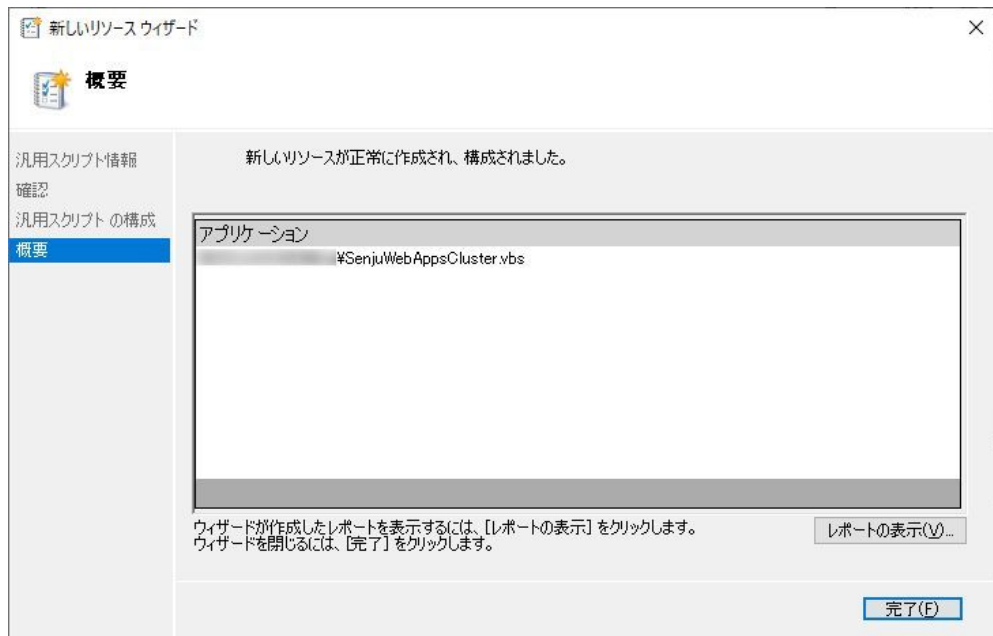 新しいリソース ウィザード
概要
汎用スクリプト情報
確認
汎用スクリプト の構成
概要
新しいリソースが正常に作成され、構成されました。
アプリケーション
¥SenjuWebAppsCluster.vbs
ウィザードが作成したレポートを表示するには、[レポートの表示] をクリックします。
ウィザードを閉じるには、[完了] をクリックします。
レポートの表示(V)...
完了(F)